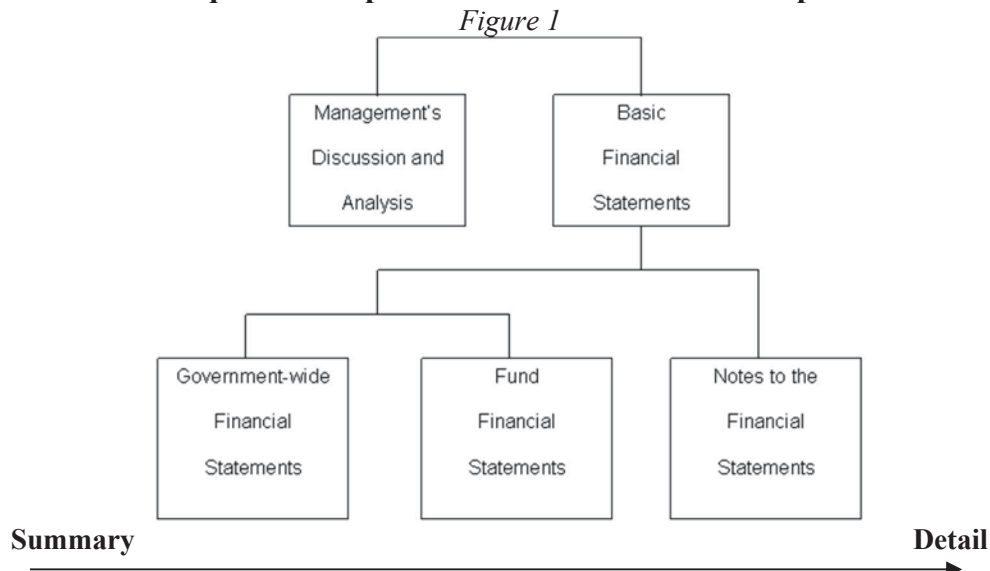 Figure 1
Management's
Discussion and
Analysis
Basic
Financial
Statements
Government-wide
Financial
Statements
Fund
Financial
Statements
Notes to the
Financial
Statements
Summary
Detail